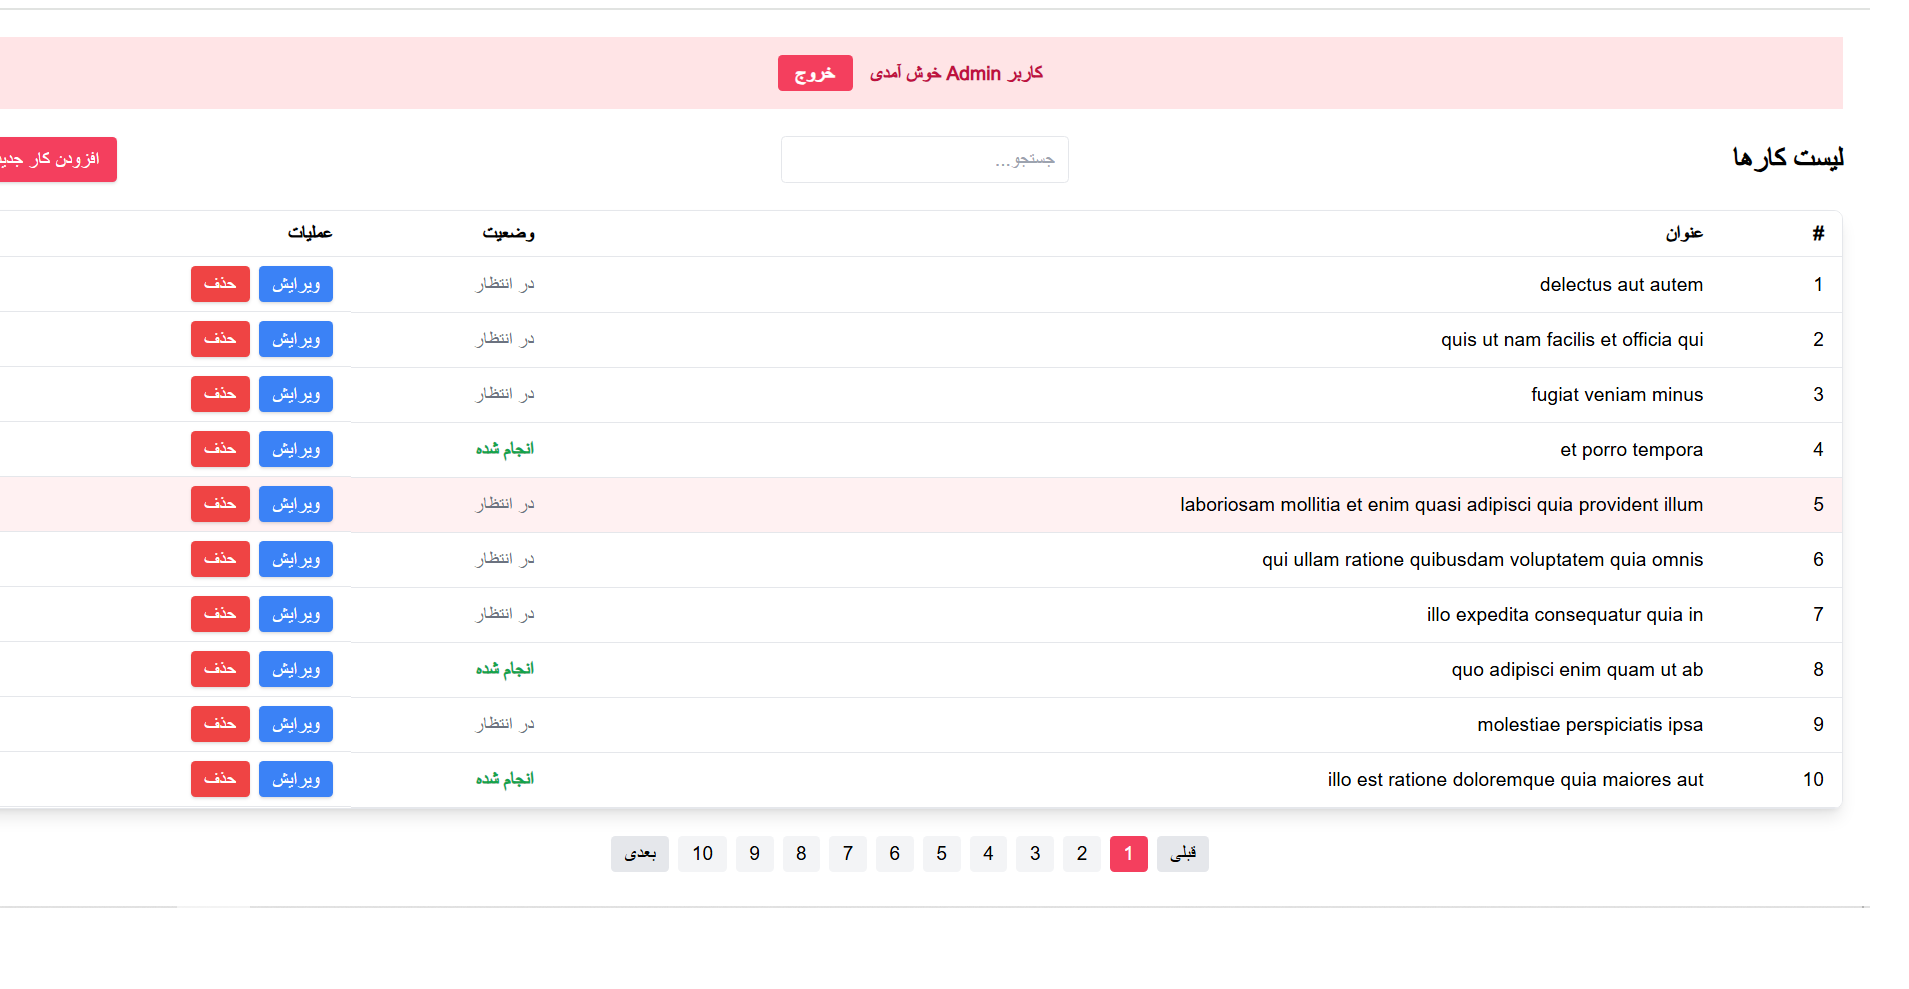 کاربر Admin خوش آمدی خروج
لیست کارها جستجو... افزودن کار جدید
# عنوان وضعیت عملیات
1 delectus aut autem در انتظار ویرایش حذف
2 quis ut nam facilis et officia qui در انتظار ویرایش حذف
3 fugiat veniam minus در انتظار ویرایش حذف
4 et porro tempora انجام شده ویرایش حذف
5 laboriosam mollitia et enim quasi adipisci quia provident illum در انتظار ویرایش حذف
6 qui ullam ratione quibusdam voluptatem quia omnis در انتظار ویرایش حذف
7 illo expedita consequatur quia in در انتظار ویرایش حذف
8 quo adipisci enim quam ut ab انجام شده ویرایش حذف
9 molestiae perspiciatis ipsa در انتظار ویرایش حذف
10 illo est ratione doloremque quia maiores aut انجام شده ویرایش حذف
قبلی 1 2 3 4 5 6 7 8 9 10 بعدی